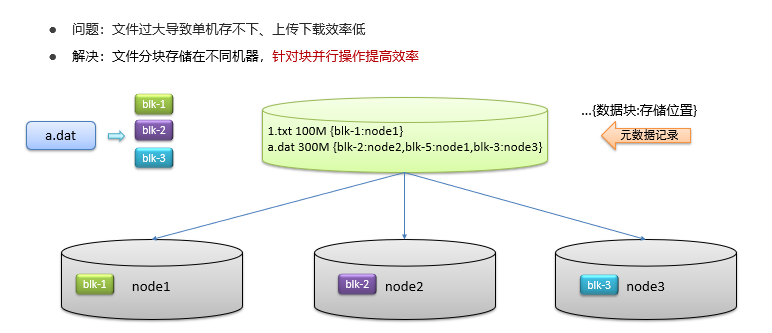 ● 问题：文件过大导致单机存不下、上传下载效率低
● 解决：文件分块存储在不同机器，针对块并行操作提高效率
a.dat
blk-1
blk-2
blk-3
1.txt 100M {blk-1:node1}
a.dat 300M {blk-2:node2,blk-5:node1,blk-3:node3}
...{数据块:存储位置}
元数据记录
blk-1 node1
blk-2 node2
blk-3 node3